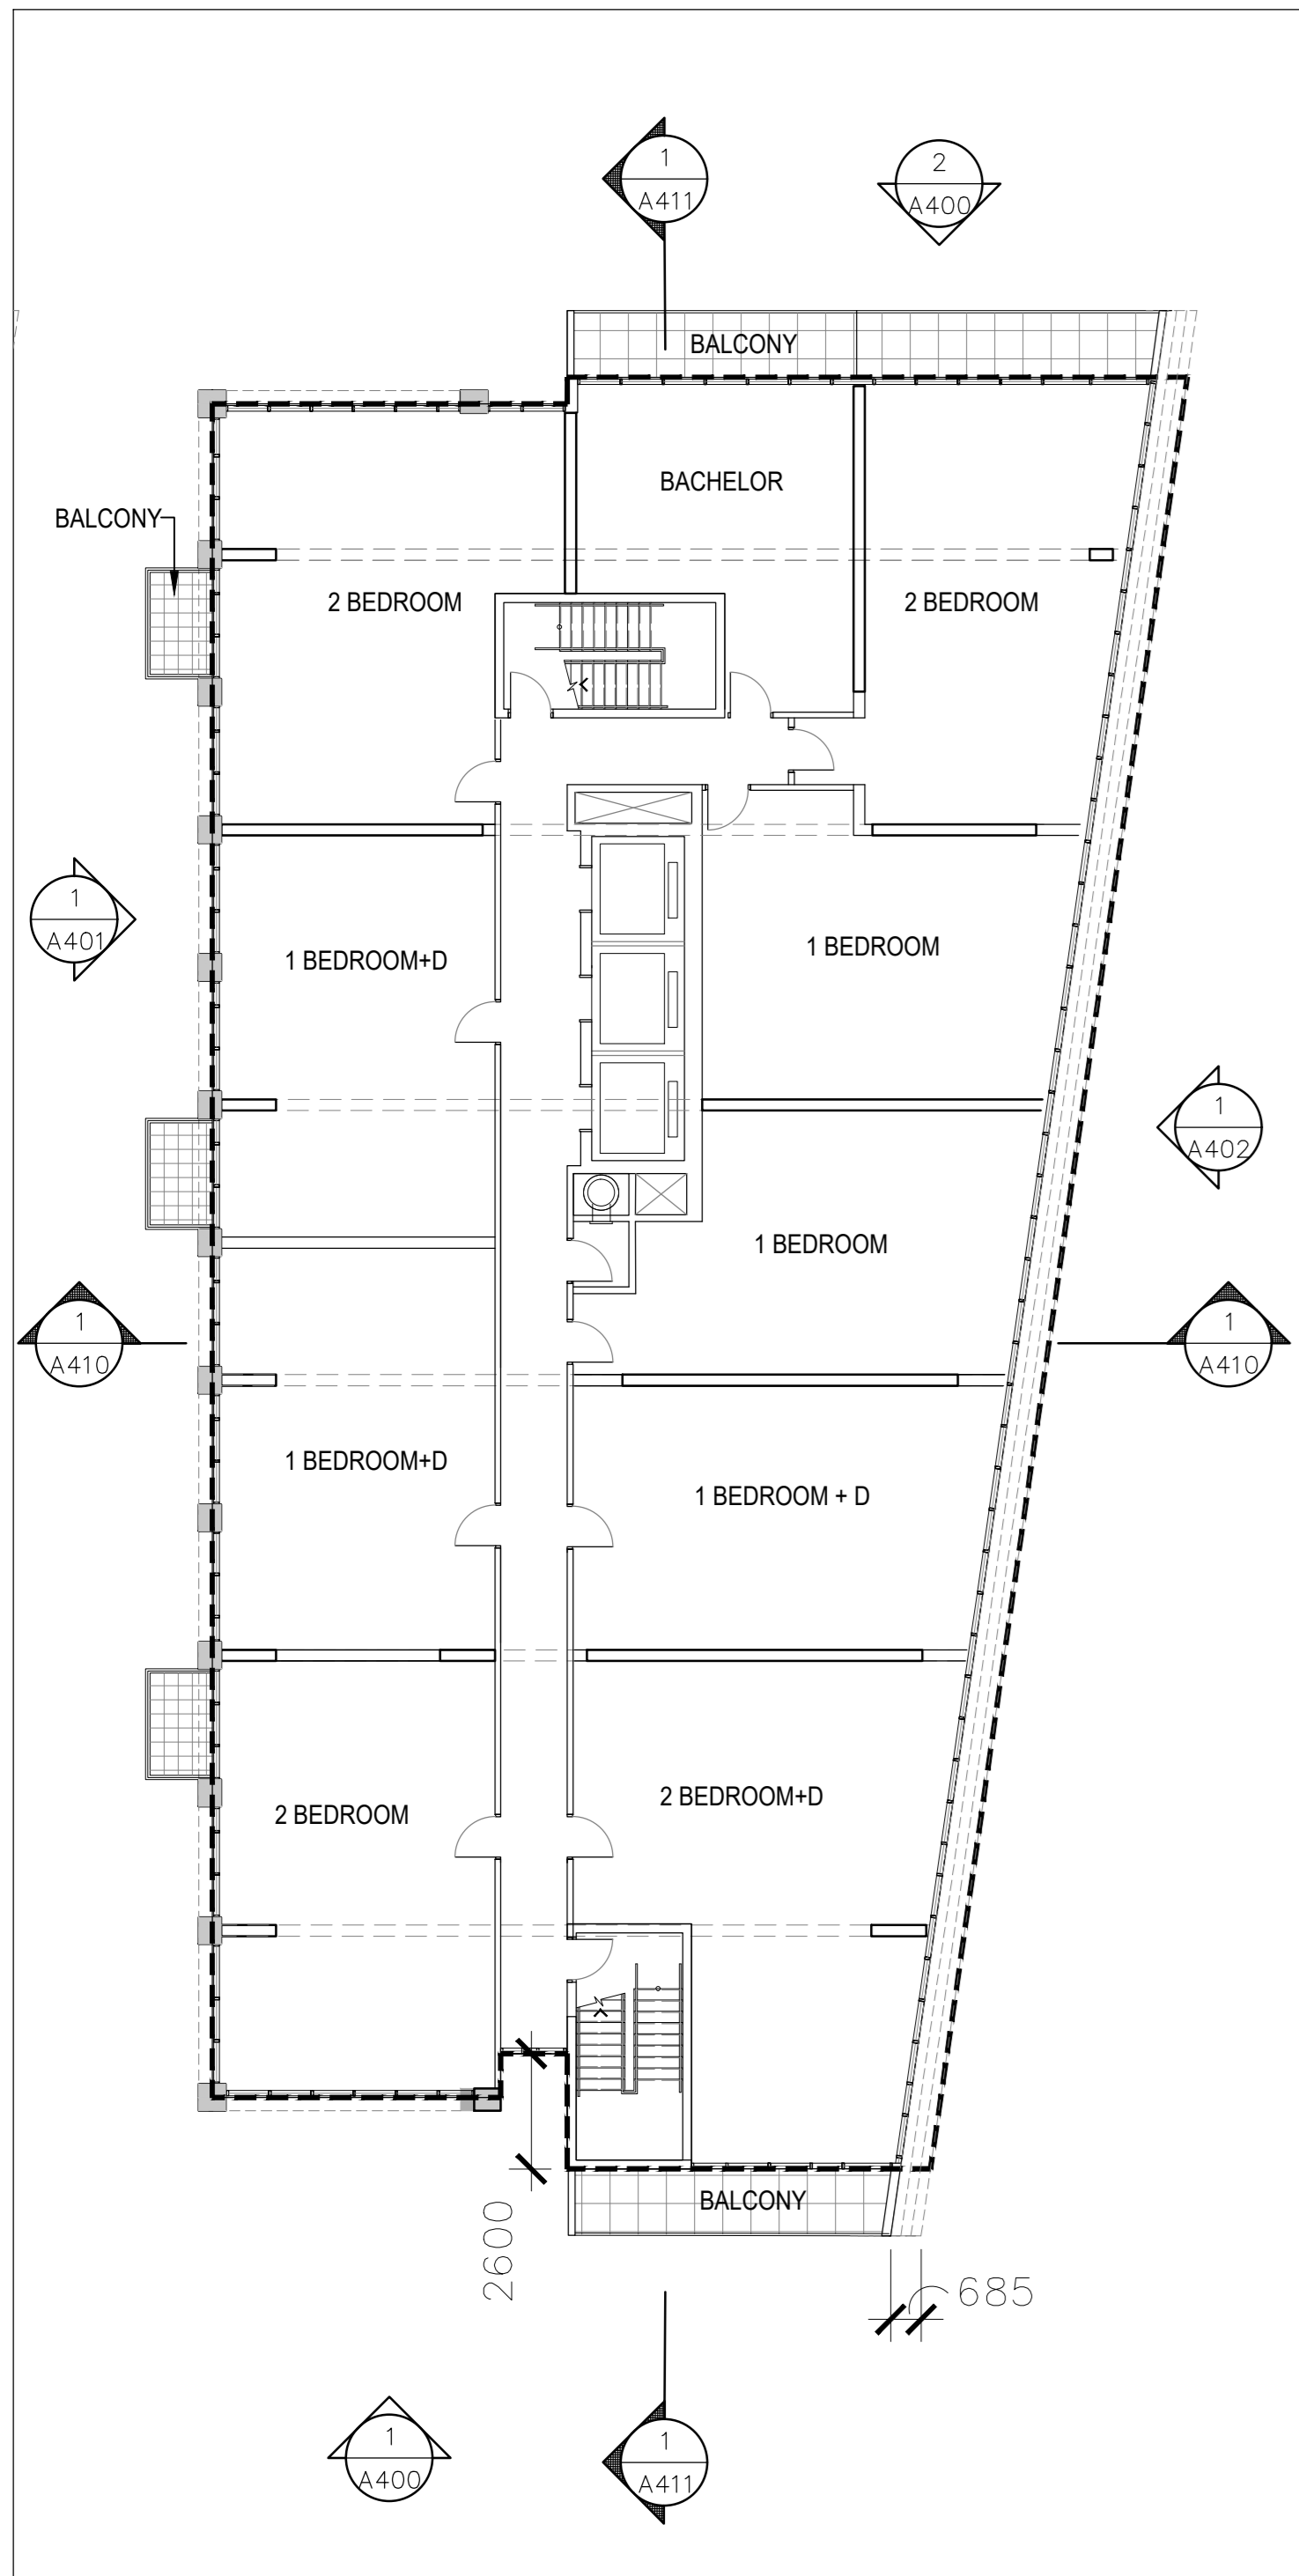 1
A411
2
A400
BALCONY
BACHELOR
BALCONY
2 BEDROOM
2 BEDROOM
1
A401
1 BEDROOM+D
1 BEDROOM
1
A402
1 BEDROOM
1
A410
1
A410
1 BEDROOM+D
1 BEDROOM + D
2 BEDROOM
2 BEDROOM+D
BALCONY
2600
685
1
A400
1
A411